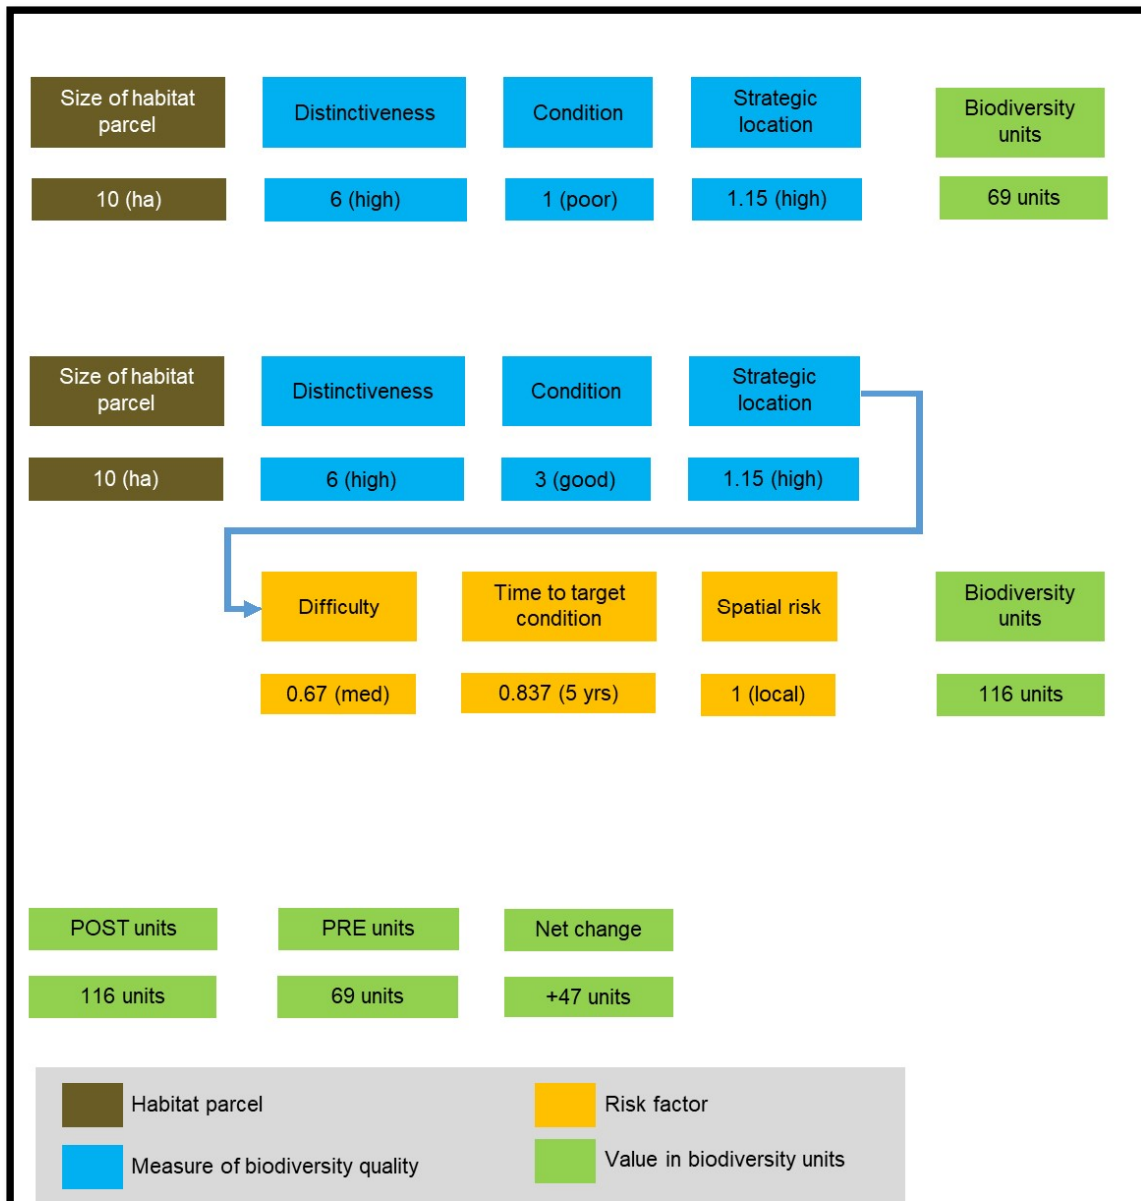 Size of habitat
parcel
Distinctiveness
Condition
Strategic
location
Biodiversity
units
10 (ha)
6 (high)
1 (poor)
1.15 (high)
69 units
Size of habitat
parcel
Distinctiveness
Condition
Strategic
location
10 (ha)
6 (high)
3 (good)
1.15 (high)
Difficulty
Time to target
condition
Spatial risk
Biodiversity
units
0.67 (med)
0.837 (5 yrs)
1 (local)
116 units
POST units
PRE units
Net change
116 units
69 units
+47 units
Habitat parcel
Risk factor
Measure of biodiversity quality
Value in biodiversity units